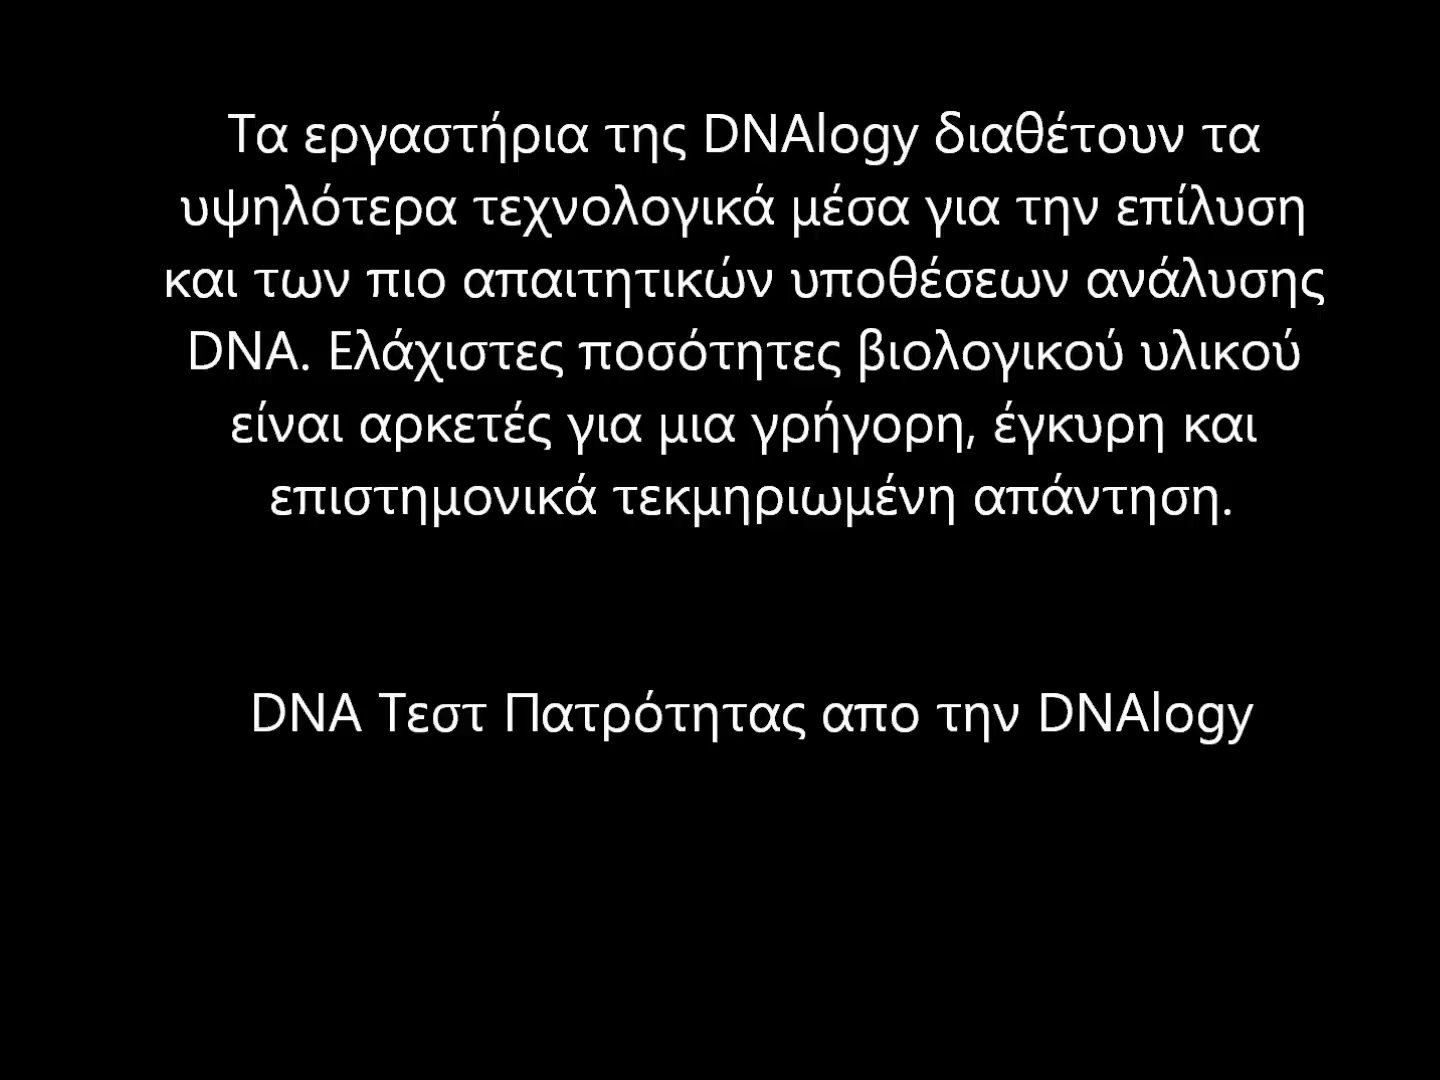 Τα εργαστήρια της DNAlogy διαθέτουν τα
υψηλότερα τεχνολογικά μέσα για την επίλυση
και των πιο απαιτητικών υποθέσεων ανάλυσης
DNA. Ελάχιστες ποσότητες βιολογικού υλικού
είναι αρκετές για μια γρήγορη, έγκυρη και
επιστημονικά τεκμηριωμένη απάντηση.
DNA Τεστ Πατρότητας απο την DNAlogy